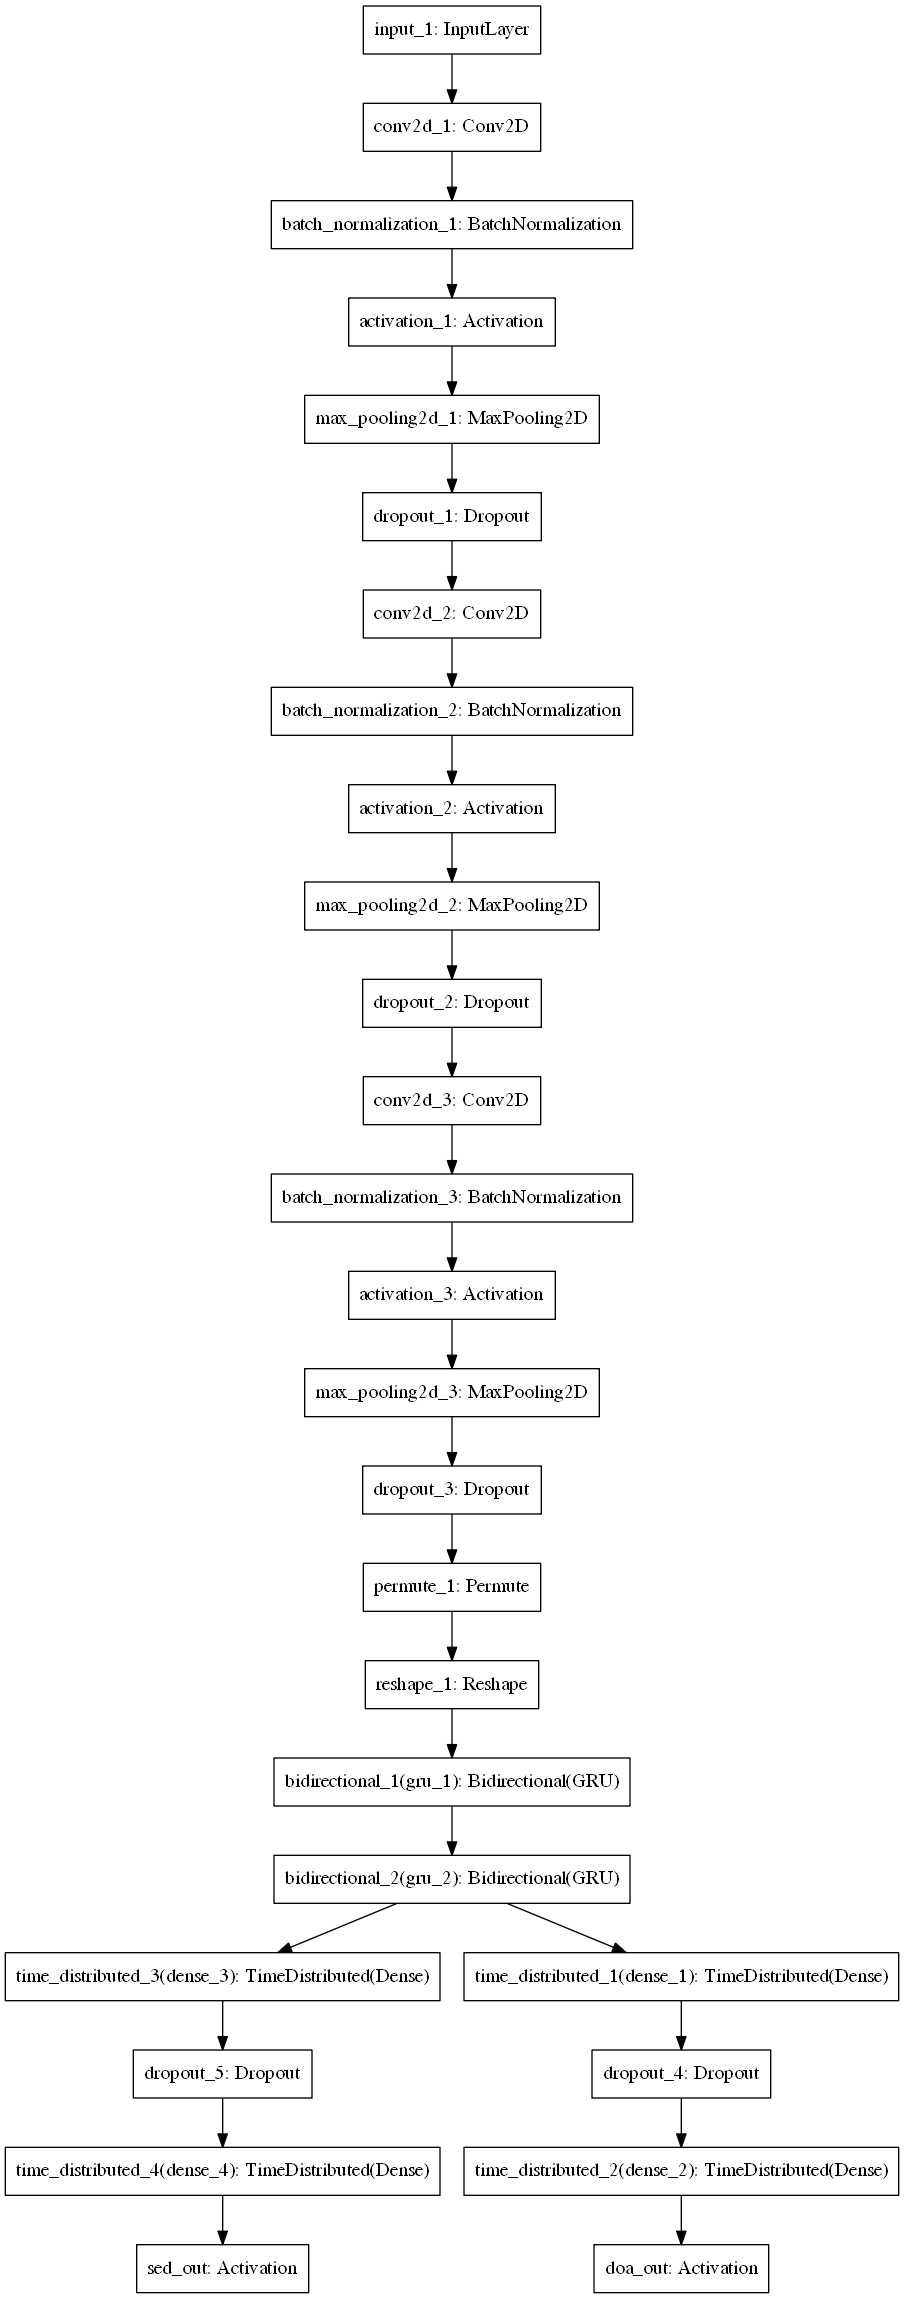 input_1: InputLayer
conv2d_1: Conv2D
batch_normalization_1: BatchNormalization
activation_1: Activation
max_pooling2d_1: MaxPooling2D
dropout_1: Dropout
conv2d_2: Conv2D
batch_normalization_2: BatchNormalization
activation_2: Activation
max_pooling2d_2: MaxPooling2D
dropout_2: Dropout
conv2d_3: Conv2D
batch_normalization_3: BatchNormalization
activation_3: Activation
max_pooling2d_3: MaxPooling2D
dropout_3: Dropout
permute_1: Permute
reshape_1: Reshape
bidirectional_1(gru_1): Bidirectional(GRU)
bidirectional_2(gru_2): Bidirectional(GRU)
time_distributed_3(dense_3): TimeDistributed(Dense)
time_distributed_1(dense_1): TimeDistributed(Dense)
dropout_5: Dropout
dropout_4: Dropout
time_distributed_4(dense_4): TimeDistributed(Dense)
time_distributed_2(dense_2): TimeDistributed(Dense)
sed_out: Activation
doa_out: Activation